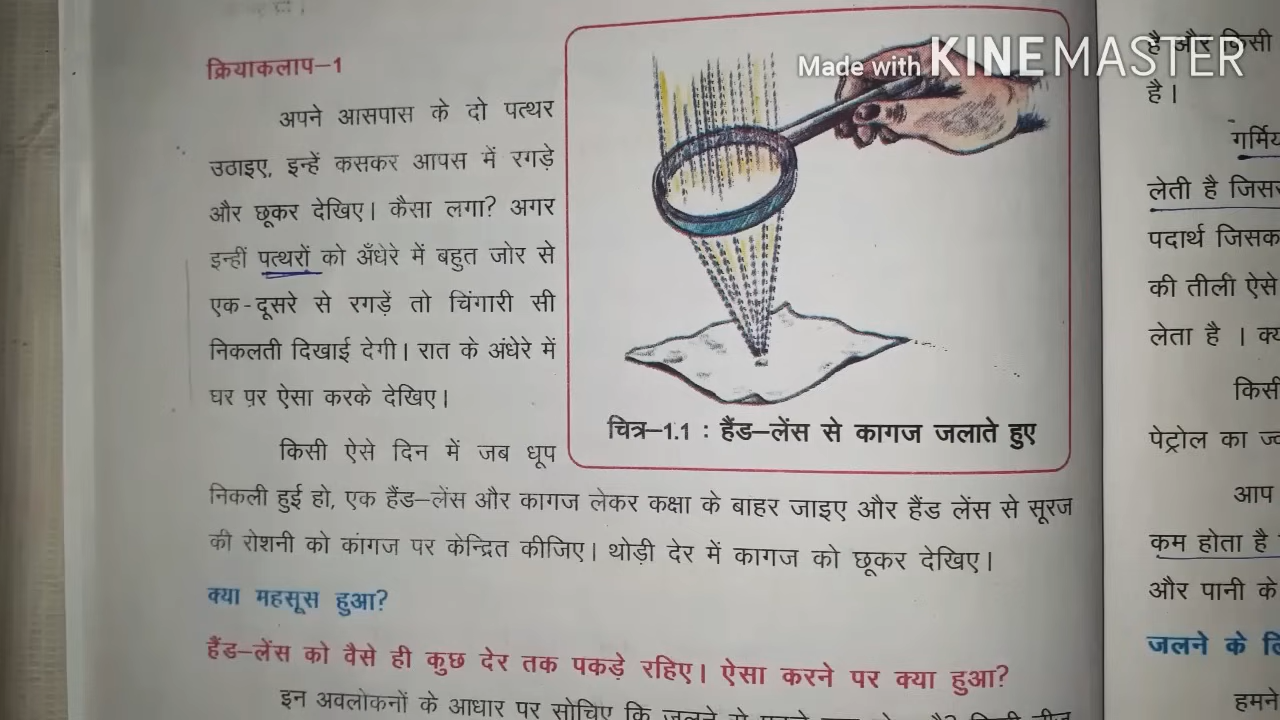 क्रियाकलाप–1
अपने आसपास के दो पत्थर
उठाइए, इन्हें कसकर आपस में रगड़े
और छूकर देखिए। कैसा लगा? अगर
इन्हीं पत्थरों को अँधेरे में बहुत जोर से
एक-दूसरे से रगड़ें तो चिंगारी सी
निकलती दिखाई देगी। रात के अंधेरे में
घर पर ऐसा करके देखिए।
चित्र–1.1 : हैंड–लेंस से कागज जलाते हुए
किसी ऐसे दिन में जब धूप
निकली हुई हो, एक हैंड–लेंस और कागज लेकर कक्षा के बाहर जाइए और हैंड लेंस से सूरज
की रोशनी को कागज पर केन्द्रित कीजिए। थोड़ी देर में कागज को छूकर देखिए।
क्या महसूस हुआ?
हैंड–लेंस को वैसे ही कुछ देर तक पकड़े रहिए। ऐसा करने पर क्या हुआ?
इन अवलोकनों के आधार पर सोचिए कि
Made with KINEMASTER
है और किसी
है।
लेती है
पदार्थ जिसक
की तीली ऐसे
लेता है ।
किसी
पेट्रोल का
आप
कम होता है
और पानी के
जलने के
हमने